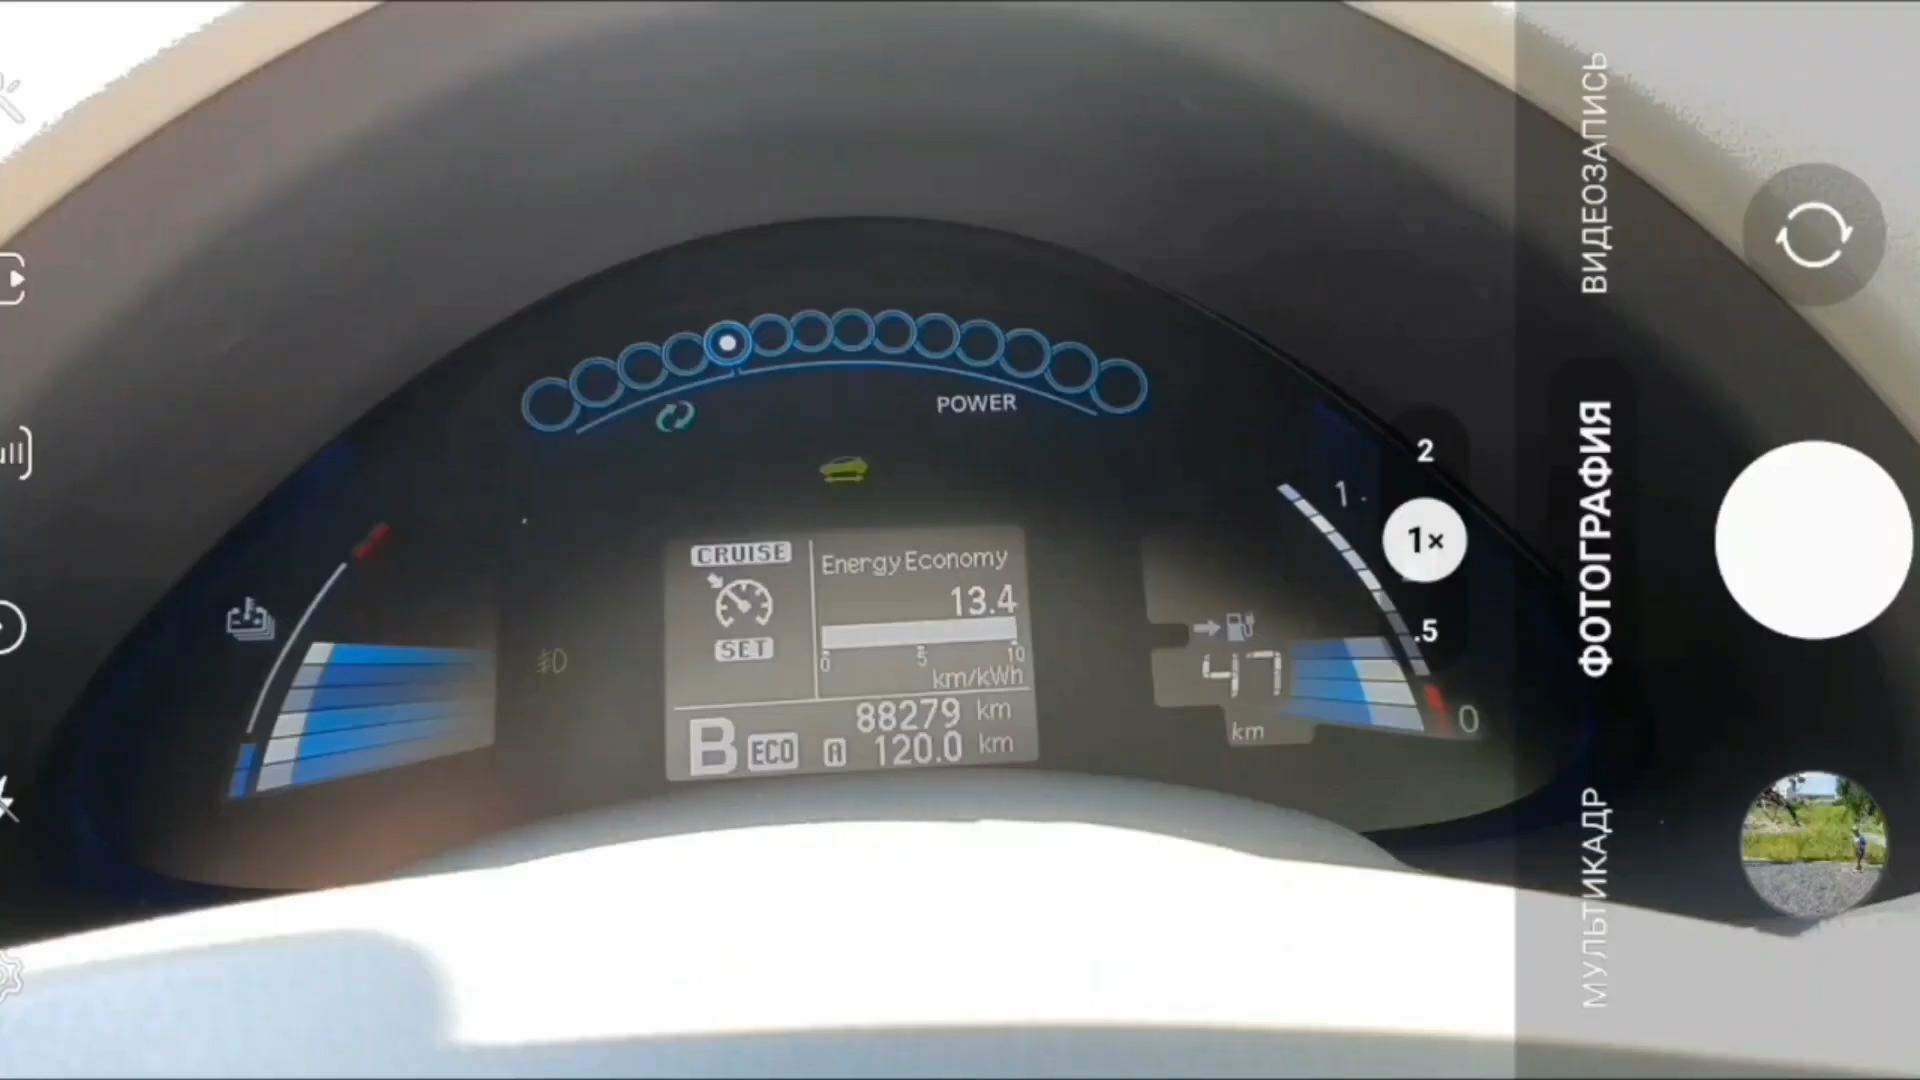 POWER
CRUISE
SET
Energy Economy
13.4
0 5 10
km/kWh
88279 km
B ECO A 120.0 km
47
km
1
0
2
1×
.5
ВИДЕОЗАПИСЬ
ФОТОГРАФИЯ
МУЛЬТИКАДР